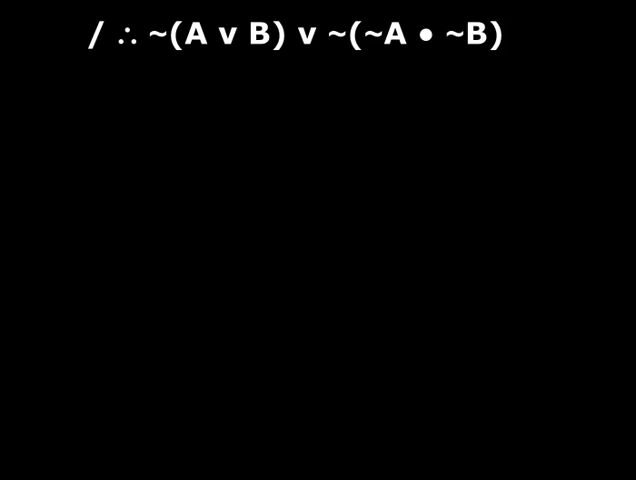 / ∴ ~(A v B) v ~(~A • ~B)